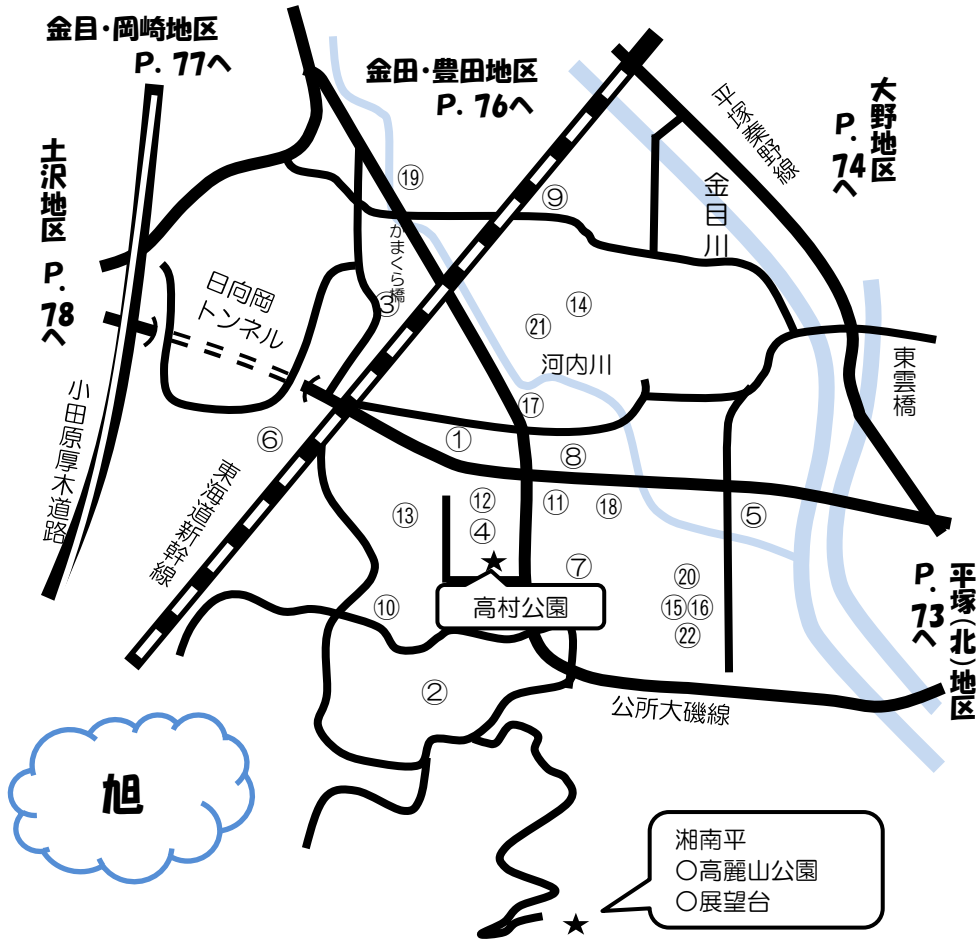 金目・岡崎地区
P. 77へ
金田・豊田地区
P. 76へ
大野地区
P. 74へ
土沢地区 P. 78へ
平塚秦野線
金目川
⑲
⑨
かまくら橋
③
日向岡
トンネル
⑭
㉑
河内川
東雲橋
小田原厚木道路
⑰
⑥
①
⑧
東海道新幹線
⑫
⑪
⑱
⑬
④
⑤
⑦
高村公園
⑩
⑳
⑮⑯
㉒
平塚(北)地区
P. 73へ
②
公所大磯線
旭
湘南平
○高麗山公園
○展望台